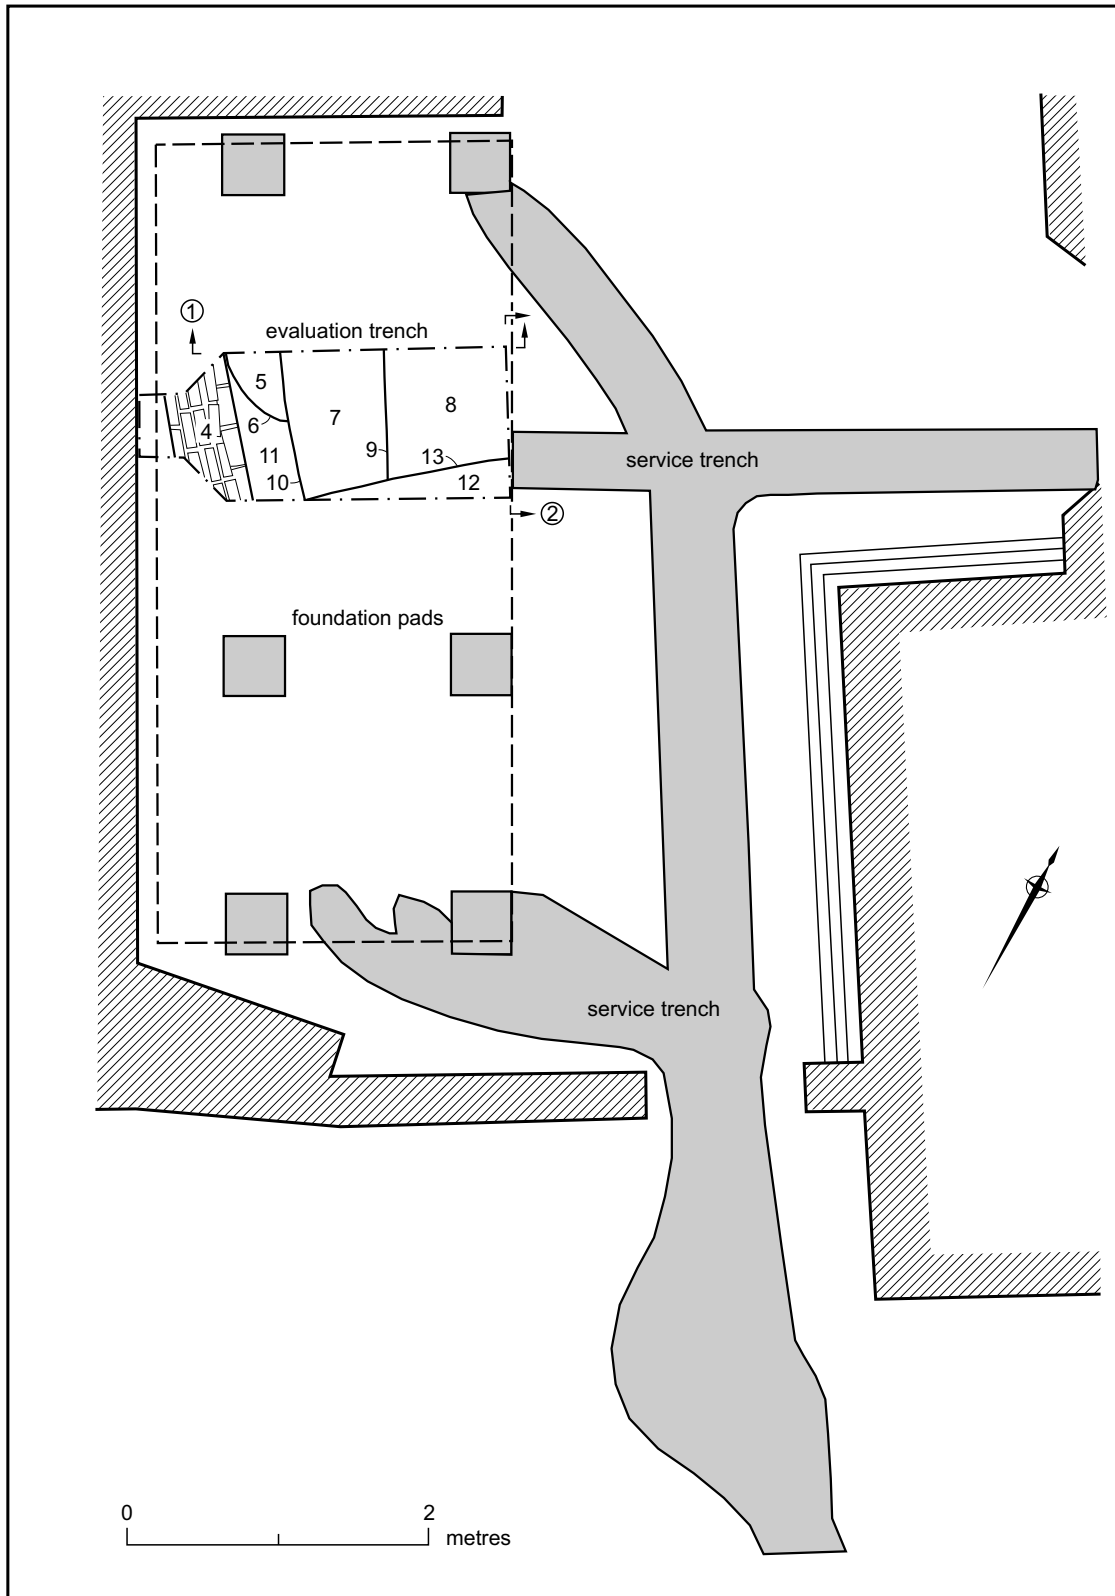 ①
evaluation trench
5
4
6
7
8
11
9
13
10
12
service trench
②
foundation pads
service trench
0 2
metres